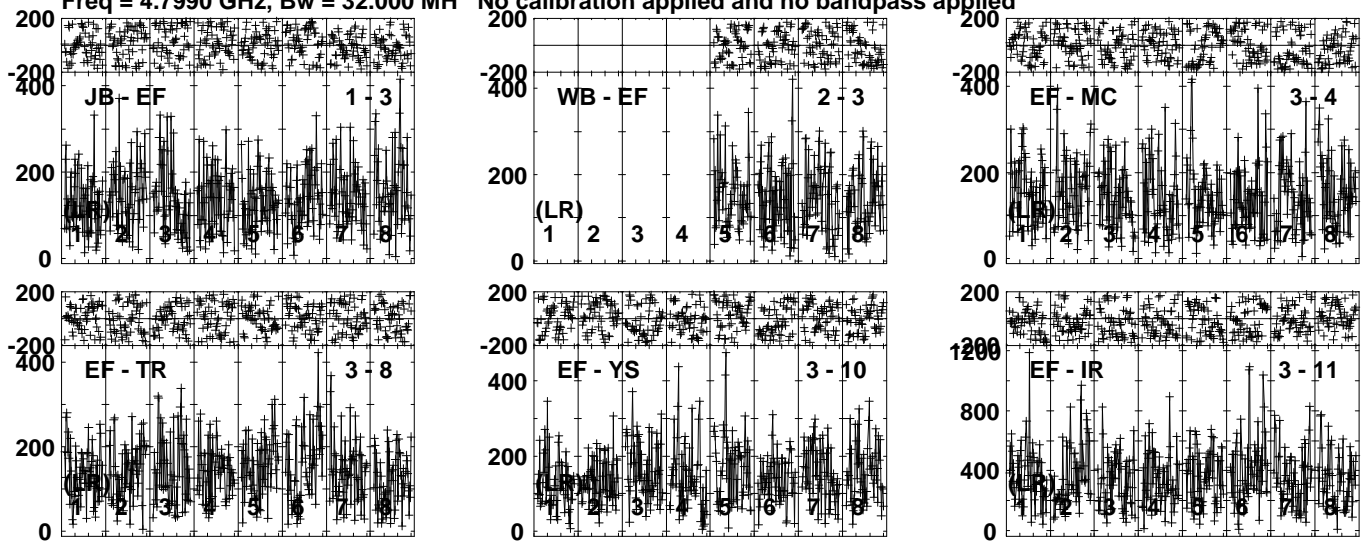 Freq = 4.7990 GHz, Bw = 32.000 MH No calibration applied and no bandpass applied
200 200 200
-200 -200 -200
400 JB - EF 1 - 3 400 WB - EF 2 - 3 400 EF - MC 3 - 4
200 200 200
(LR) (LR) (LR)
1 2 3 4 5 6 7 8 1 2 3 4 5 6 7 8 1 2 3 4 5 6 7 8
0 0 0
200 200 200
-200 -200 -200
1200
400 EF - TR 3 - 8 400 EF - YS 3 - 10 EF - IR 3 - 11
800
200 200 400
(LR) (LR) (LR)
1 2 3 4 5 6 7 8 1 2 3 4 5 6 7 8 1 2 3 4 5 6 7 8
0 0 0